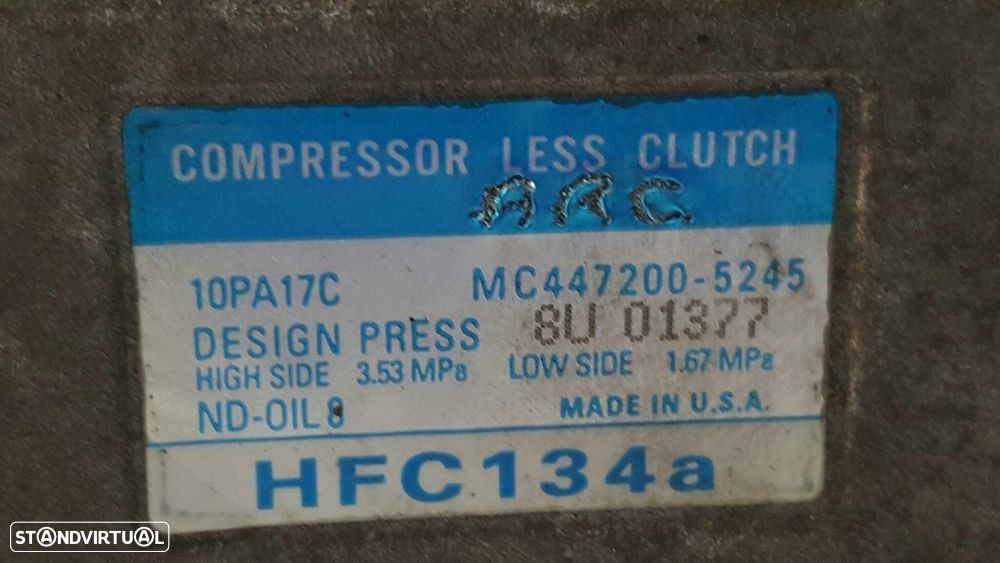 COMPRESSOR LESS CLUTCH
ARC
10PA17C MC447200-5245
DESIGN PRESS 8U 01377
HIGH SIDE 3.53 MPa LOW SIDE 1.67 MPa
ND-OIL 8 MADE IN U.S.A.
HFC134a
STANDVIRTUAL